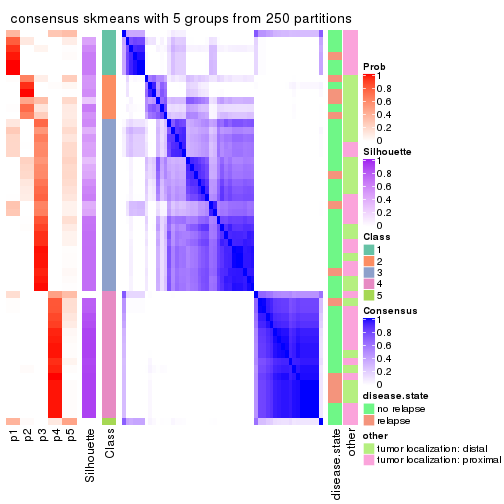 consensus skmeans with 5 groups from 250 partitions
Prob
1
0.8
0.6
0.4
0.2
0
Silhouette
1
0.8
0.6
0.4
0.2
0
Class
1
2
3
4
5
Consensus
1
0.8
0.6
0.4
0.2
0
disease.state
no relapse
relapse
other
tumor localization: distal
tumor localization: proximal
p1
p2
p3
p4
p5
Silhouette
Class
disease.state
other